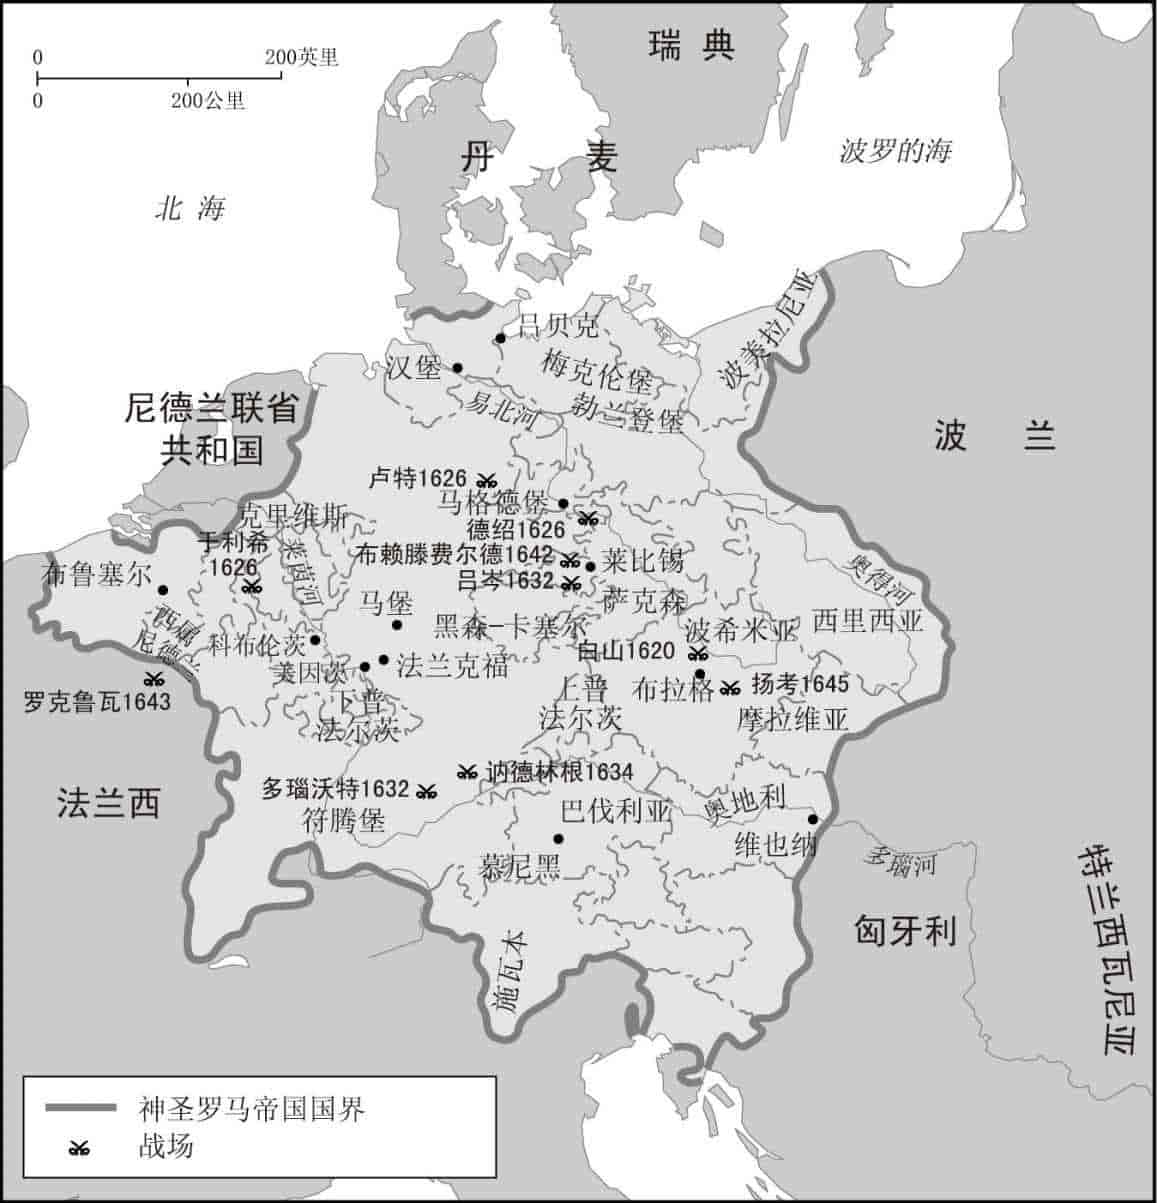 0 200英里
0 200公里
瑞典
丹麦
波罗的海
北海
吕贝克
汉堡
梅克伦堡
波美拉尼亚
易北河
勃兰登堡
尼德兰联省
共和国
波兰
卢特1626
马格德堡
克里维斯
德绍1626
于利希
1626
莱茵河
布赖滕费尔德1642
莱比锡
吕岑1632
奥得河
布鲁塞尔
马堡
萨克森
西属
尼德兰
科布伦茨
黑森-卡塞尔
波希米亚
西里西亚
白山1620
美因茨
法兰克福
罗克鲁瓦1643
下普
法尔茨
上普
法尔茨
布拉格
扬考1645
摩拉维亚
讷德林根1634
多瑙沃特1632
法兰西
符腾堡
巴伐利亚
奥地利
维也纳
慕尼黑
多瑙河
特兰西瓦尼亚
匈牙利
施瓦本
神圣罗马帝国国界
战场